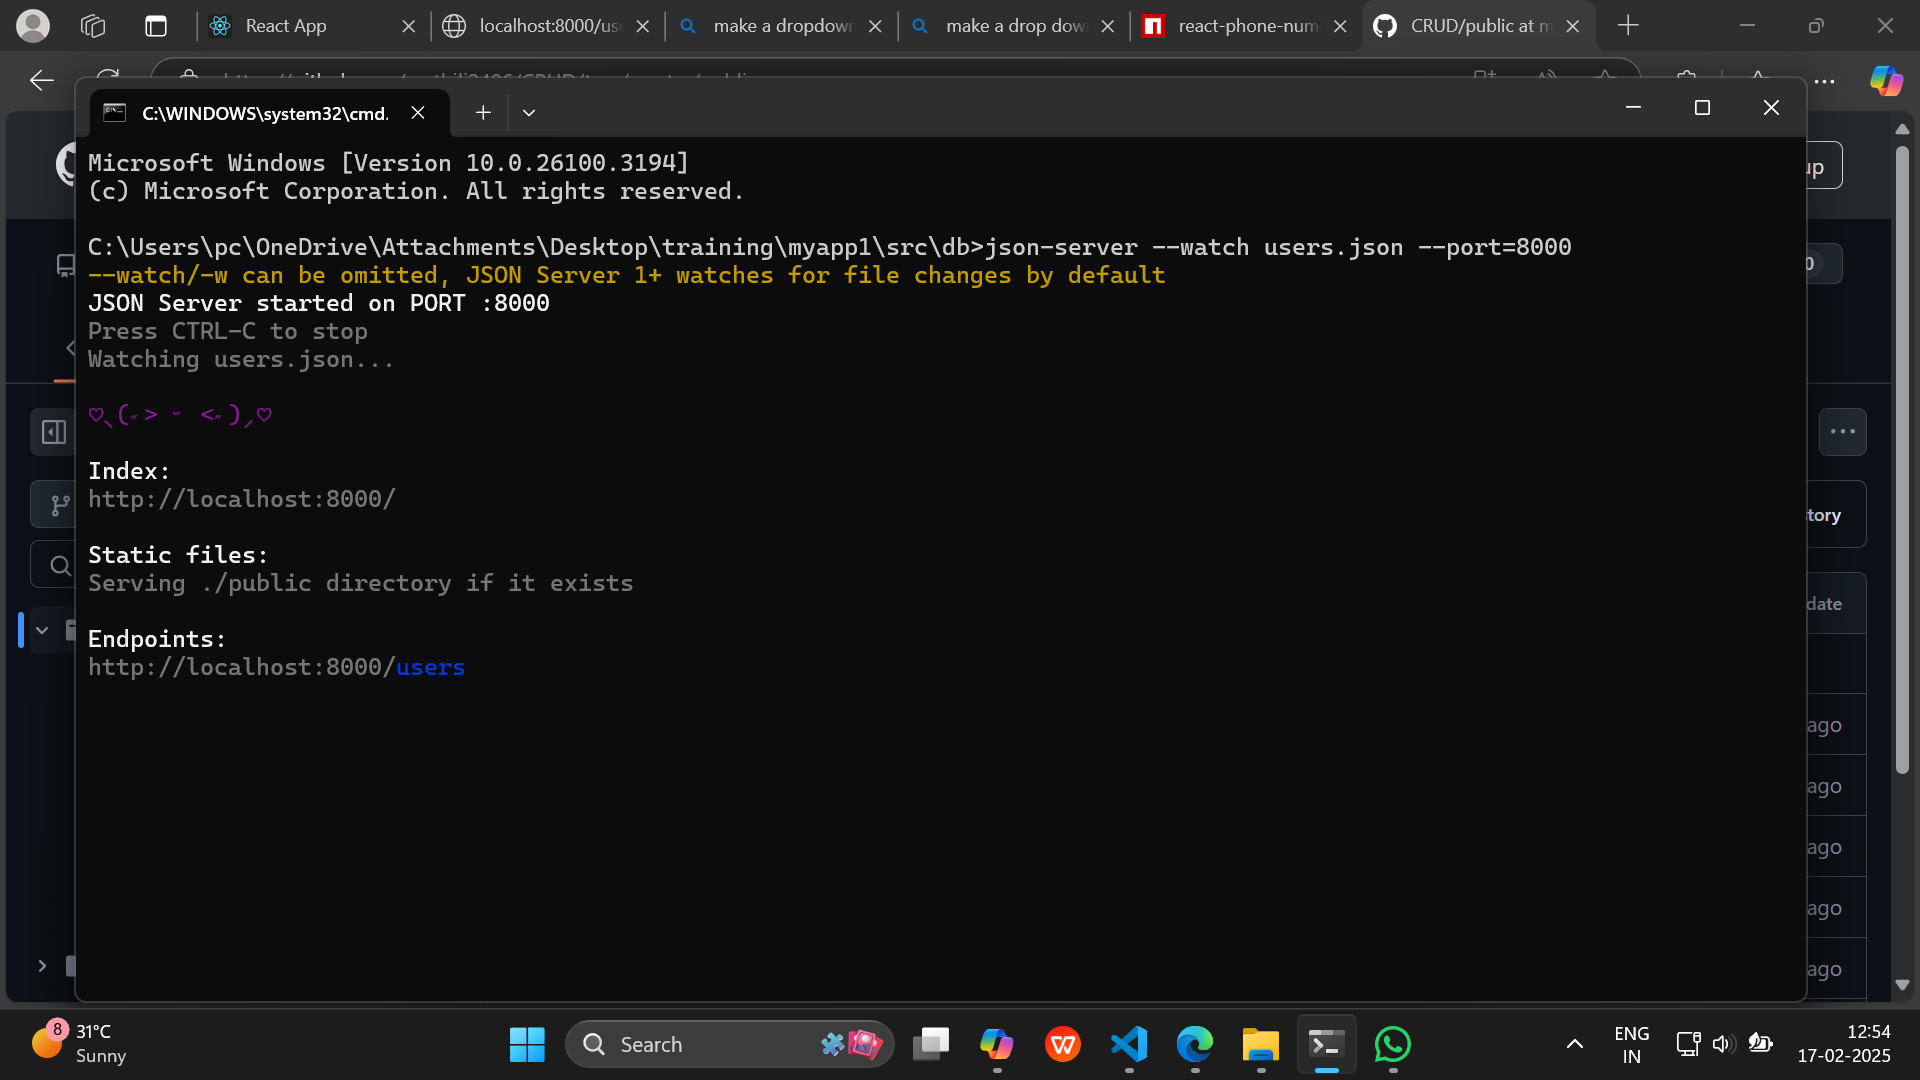 React App
localhost:8000/us
make a dropdown
make a drop dow
react-phone-num
CRUD/public at m
C:\WINDOWS\system32\cmd.
Microsoft Windows [Version 10.0.26100.3194]
(c) Microsoft Corporation. All rights reserved.
C:\Users\pc\OneDrive\Attachments\Desktop\training\myapp1\src\db>json-server --watch users.json --port=8000
--watch/-w can be omitted, JSON Server 1+ watches for file changes by default
JSON Server started on PORT :8000
Press CTRL-C to stop
Watching users.json...
♡⸜(˶˃ ᵕ ˂˶)⸝♡
Index:
http://localhost:8000/
Static files:
Serving ./public directory if it exists
Endpoints:
http://localhost:8000/users
up
0
tory
date
ago
ago
ago
ago
ago
8
31°C
Sunny
Search
ENG
IN
12:54
17-02-2025